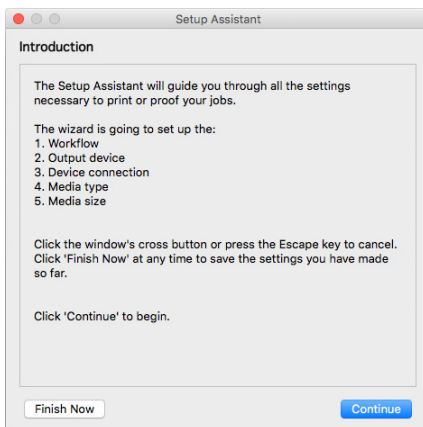 Setup Assistant
Introduction
The Setup Assistant will guide you through all the settings
necessary to print or proof your jobs.
The wizard is going to set up the:
1. Workflow
2. Output device
3. Device connection
4. Media type
5. Media size
Click the window's cross button or press the Escape key to cancel.
Click 'Finish Now' at any time to save the settings you have made
so far.
Click 'Continue' to begin.
Finish Now
Continue